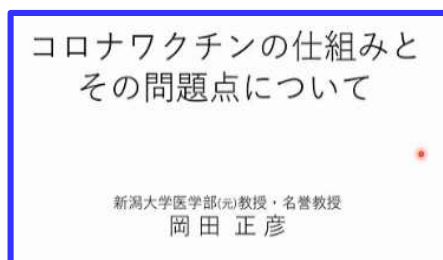 コロナワクチンの仕組みと
その問題点について
新潟大学医学部(元)教授・名誉教授
岡田 正彦